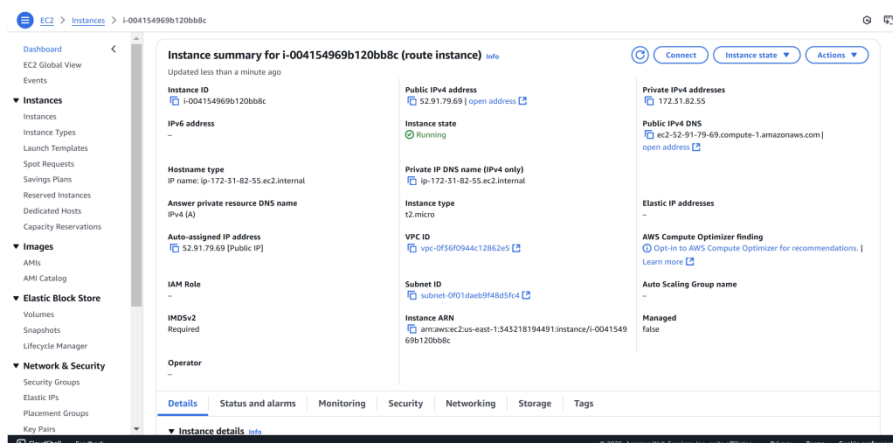 EC2 > Instances > i-004154969b120bb8c
Dashboard
EC2 Global View
Events
Instances
Instances
Instance Types
Launch Templates
Spot Requests
Savings Plans
Reserved Instances
Dedicated Hosts
Capacity Reservations
Images
AMIs
AMI Catalog
Elastic Block Store
Volumes
Snapshots
Lifecycle Manager
Network & Security
Security Groups
Elastic IPs
Placement Groups
Key Pairs
Instance summary for i-004154969b120bb8c (route instance) Info
Updated less than a minute ago
Connect
Instance state
Actions
Instance ID
i-004154969b120bb8c
Public IPv4 address
52.91.79.69 | open address
Private IPv4 addresses
172.31.82.55
IPv6 address
–
Instance state
Running
Public IPv4 DNS
ec2-52-91-79-69.compute-1.amazonaws.com |
open address
Hostname type
IP name: ip-172-31-82-55.ec2.internal
Private IP DNS name (IPv4 only)
ip-172-31-82-55.ec2.internal
Answer private resource DNS name
IPv4 (A)
Instance type
t2.micro
Elastic IP addresses
–
Auto-assigned IP address
52.91.79.69 [Public IP]
VPC ID
vpc-0f36f0944c12862e5
AWS Compute Optimizer finding
Opt-in to AWS Compute Optimizer for recommendations. |
Learn more
IAM Role
–
Subnet ID
subnet-0f01daeb9f48d5fc4
Auto Scaling Group name
–
IMDSv2
Required
Instance ARN
arn:aws:ec2:us-east-1:343218194491:instance/i-0041549
69b120bb8c
Managed
false
Operator
–
Details
Status and alarms
Monitoring
Security
Networking
Storage
Tags
Instance details Info